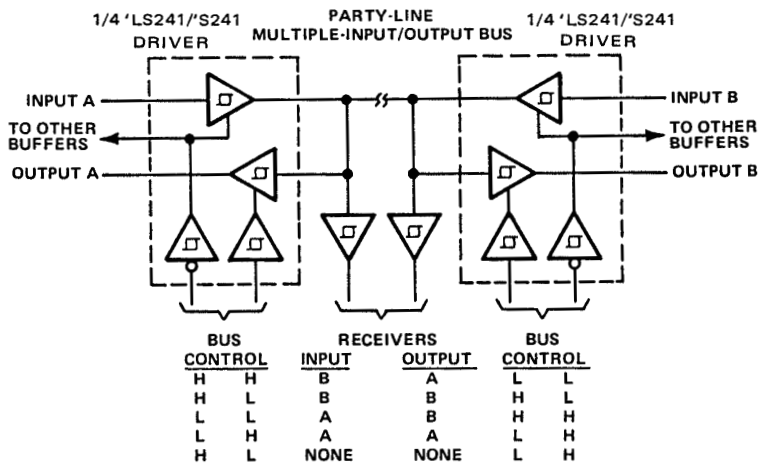 1/4 'LS241/'S241
DRIVER
PARTY-LINE
MULTIPLE-INPUT/OUTPUT BUS
1/4 'LS241/'S241
DRIVER
INPUT A
INPUT B
TO OTHER
BUFFERS
TO OTHER
BUFFERS
OUTPUT A
OUTPUT B
BUS RECEIVERS BUS
CONTROL INPUT OUTPUT CONTROL
H H B A L L
H L B B H L
L L A B H H
L H A A L H
H L NONE NONE L H